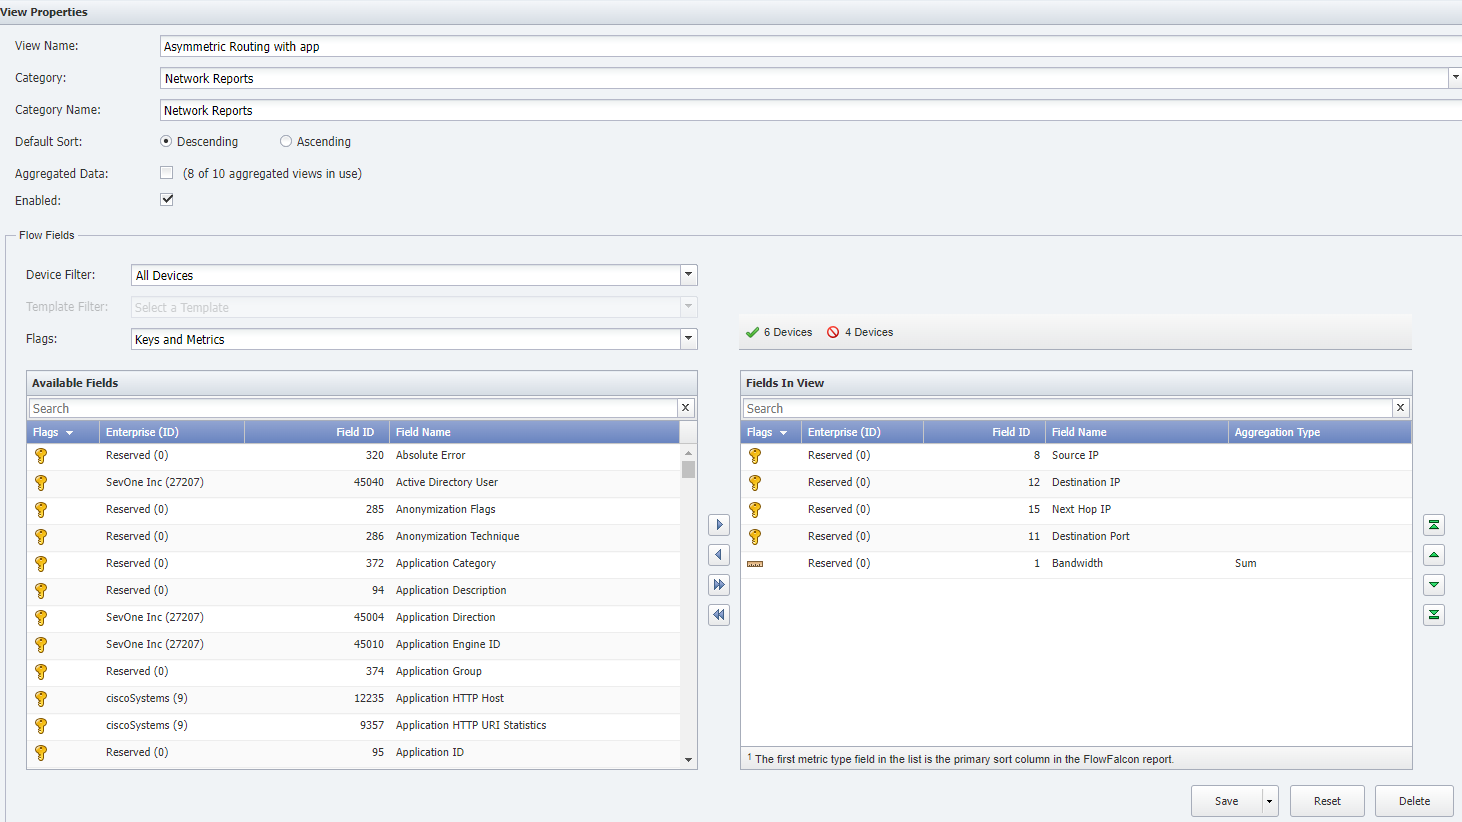 View Properties
View Name: Asymmetric Routing with app
Category: Network Reports
Category Name: Network Reports
Default Sort: Descending Ascending
Aggregated Data: (8 of 10 aggregated views in use)
Enabled:
Flow Fields
Device Filter: All Devices
Template Filter: Select a Template
Flags: Keys and Metrics
6 Devices 4 Devices
Available Fields
Search X
Flags Enterprise (ID) Field ID Field Name
Reserved (0) 320 Absolute Error
SevOne Inc (27207) 45040 Active Directory User
Reserved (0) 285 Anonymization Flags
Reserved (0) 286 Anonymization Technique
Reserved (0) 372 Application Category
Reserved (0) 94 Application Description
SevOne Inc (27207) 45004 Application Direction
SevOne Inc (27207) 45010 Application Engine ID
Reserved (0) 374 Application Group
ciscoSystems (9) 12235 Application HTTP Host
ciscoSystems (9) 9357 Application HTTP URI Statistics
Reserved (0) 95 Application ID
Fields In View
Search X
Flags Enterprise (ID) Field ID Field Name Aggregation Type
Reserved (0) 8 Source IP
Reserved (0) 12 Destination IP
Reserved (0) 15 Next Hop IP
Reserved (0) 11 Destination Port
Reserved (0) 1 Bandwidth Sum
1 The first metric type field in the list is the primary sort column in the FlowFalcon report.
Save Reset Delete